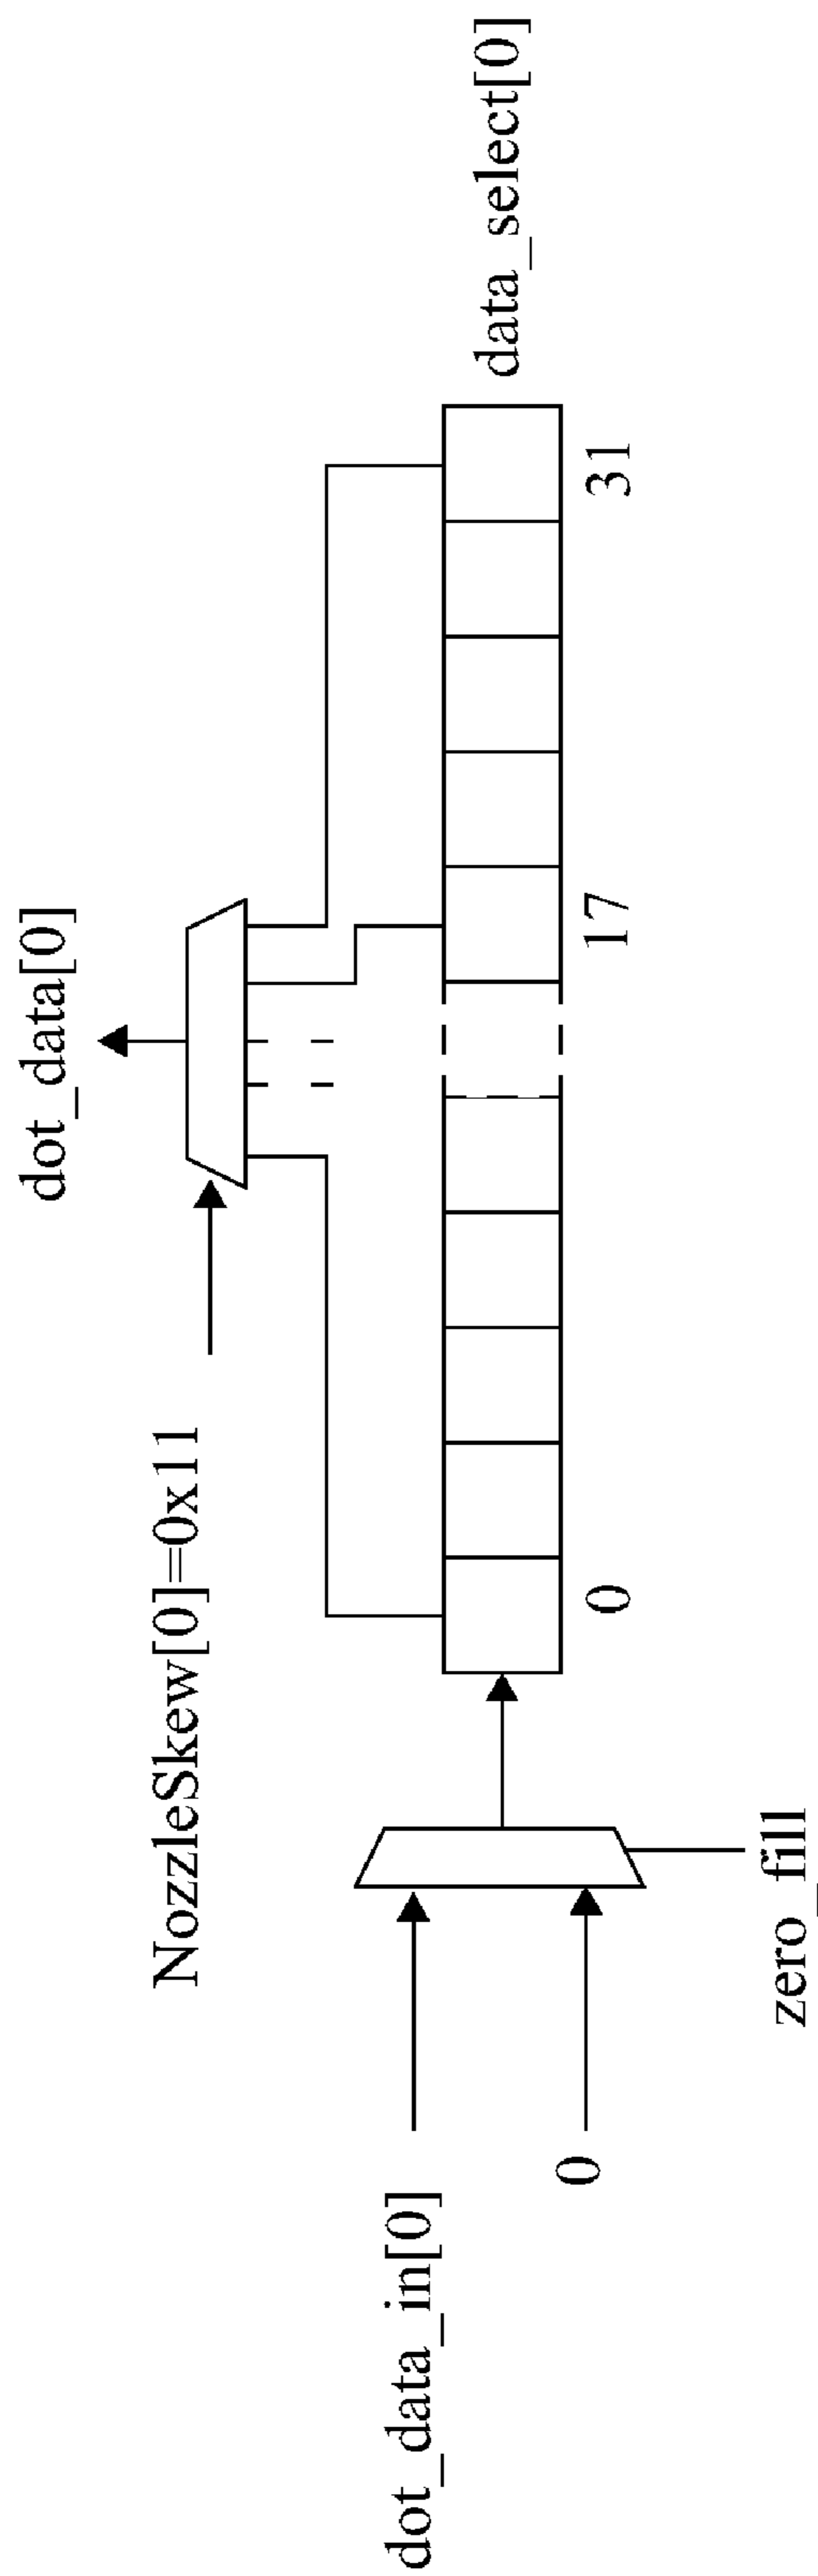 dot_data[0]
NozzleSkew[0]=0x11
data_select[0]
dot_data_in[0]
0
0
17
31
zero_fill